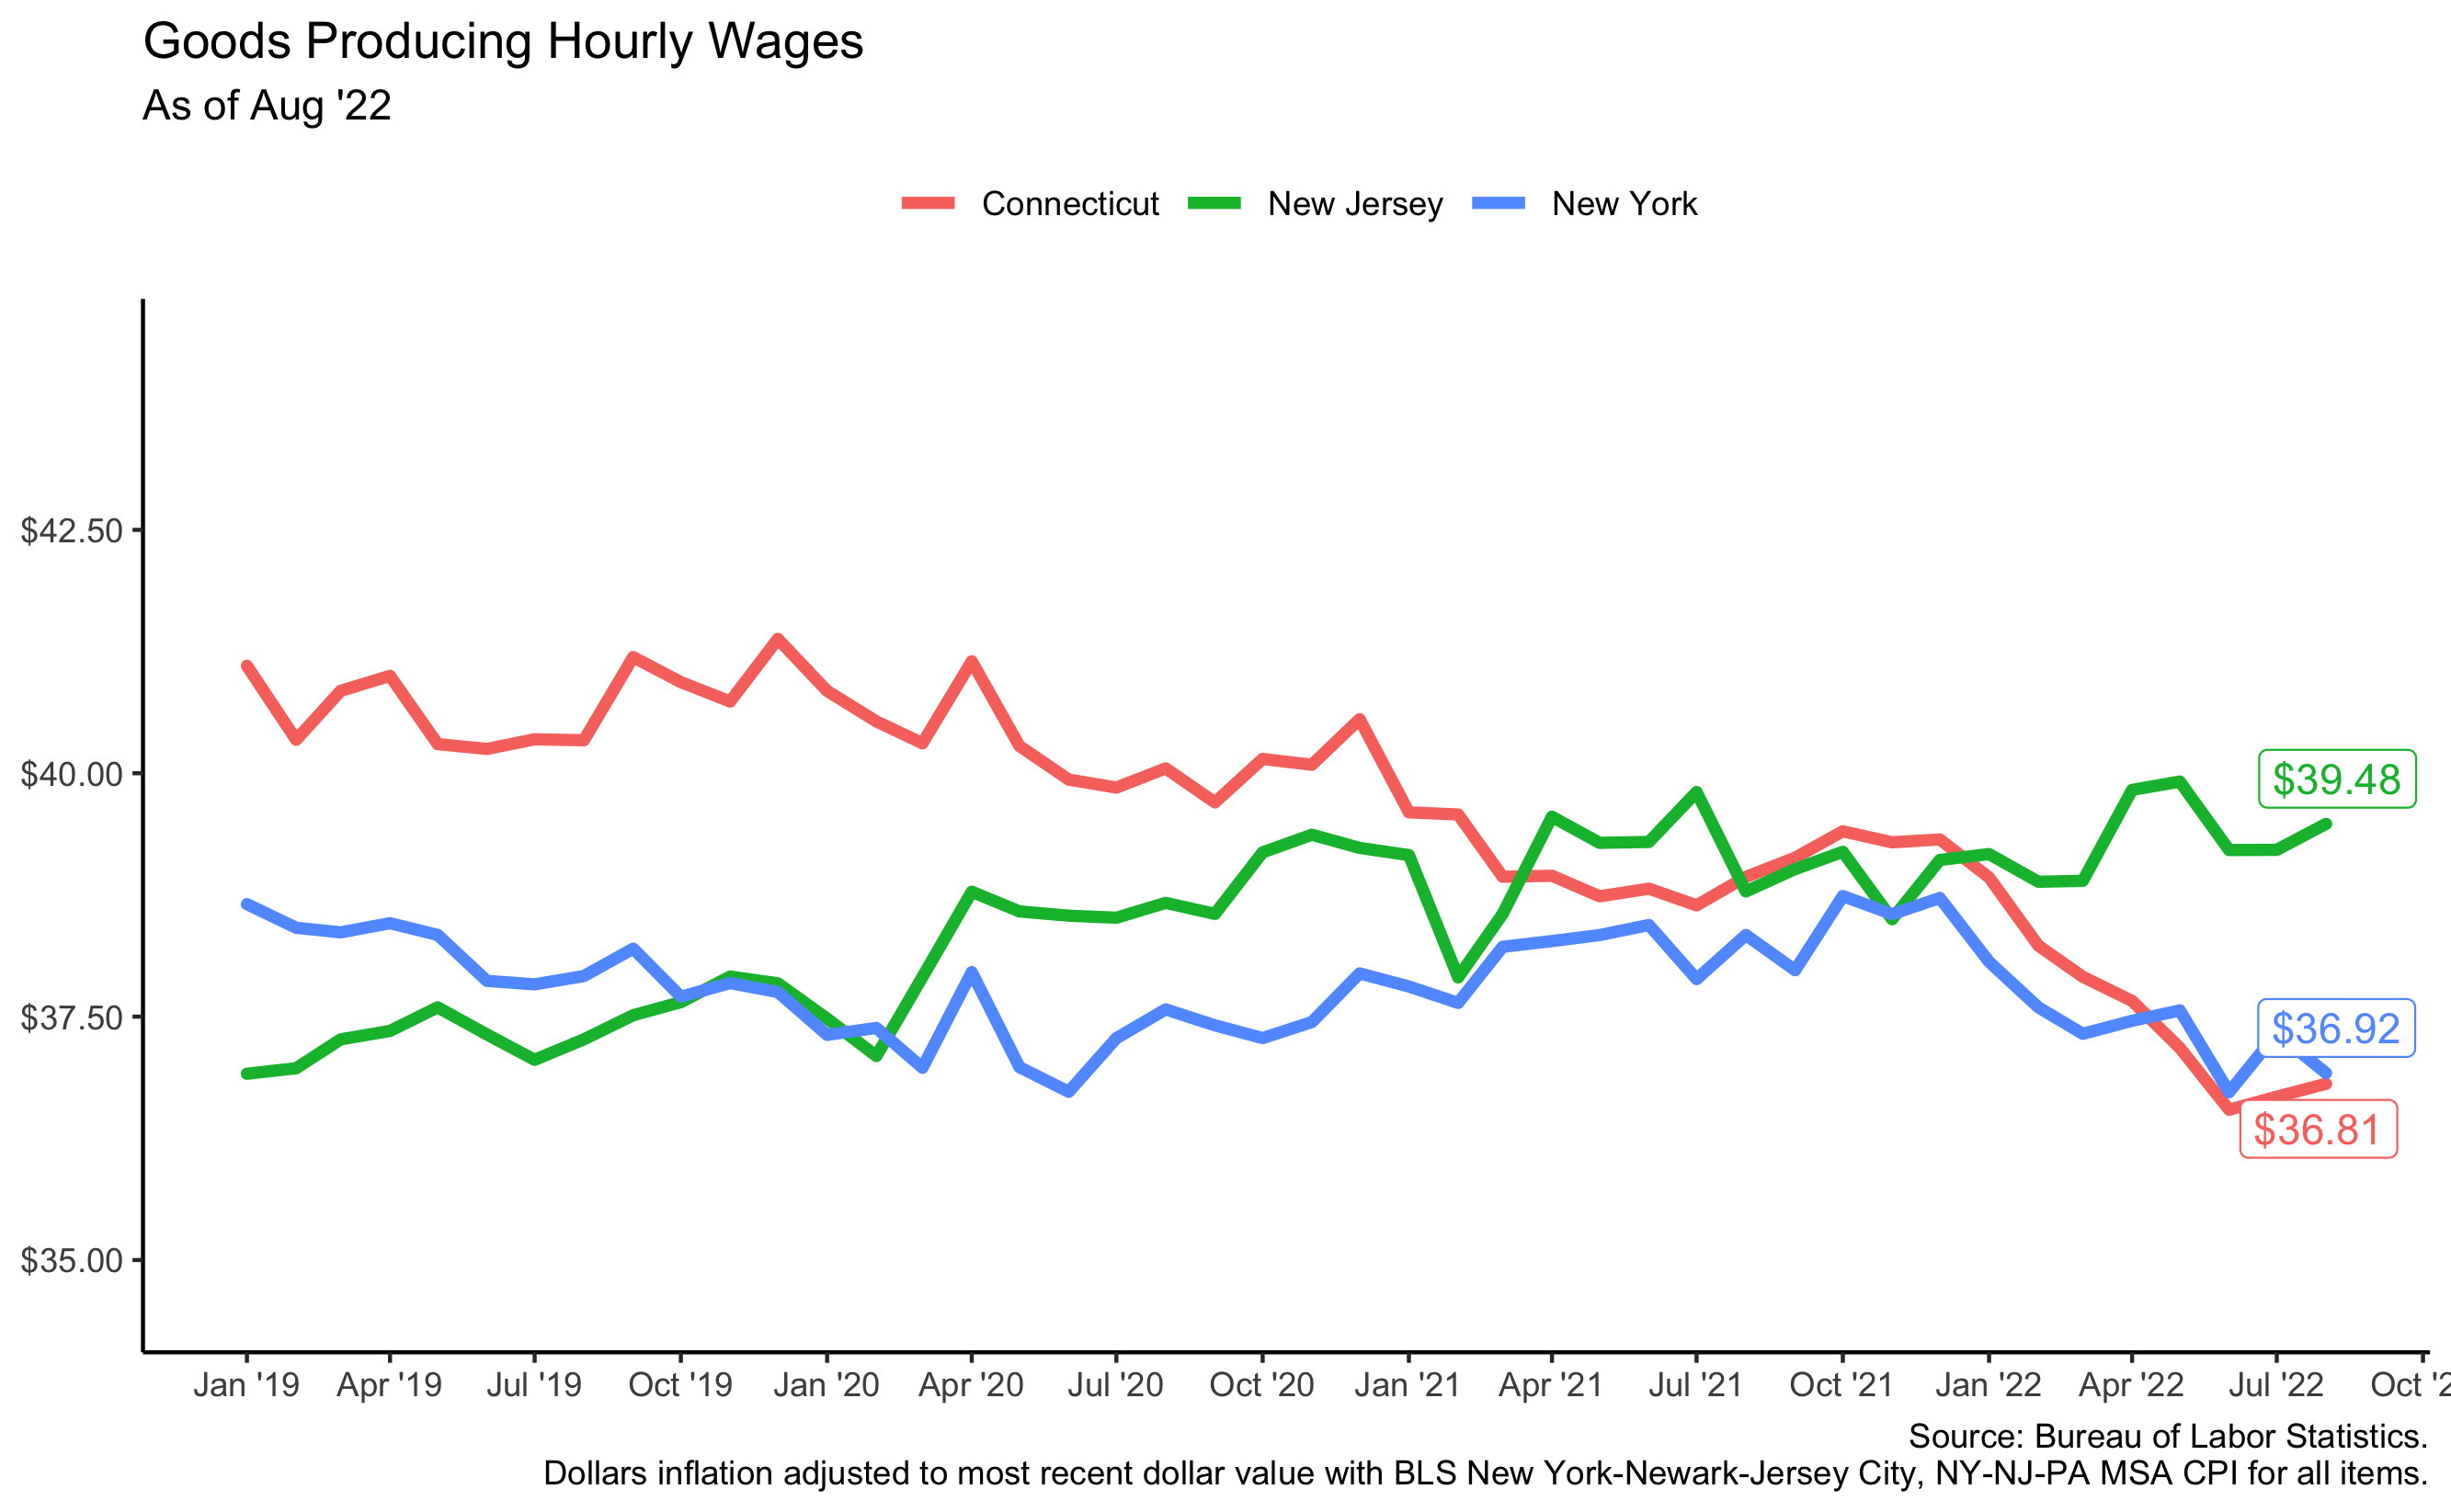 Goods Producing Hourly Wages
As of Aug '22
Connecticut New Jersey New York
$42.50
$40.00
$37.50
$35.00
$39.48
$36.92
$36.81
Jan '19 Apr '19 Jul '19 Oct '19 Jan '20 Apr '20 Jul '20 Oct '20 Jan '21 Apr '21 Jul '21 Oct '21 Jan '22 Apr '22 Jul '22 Oct '2
Source: Bureau of Labor Statistics.
Dollars inflation adjusted to most recent dollar value with BLS New York-Newark-Jersey City, NY-NJ-PA MSA CPI for all items.